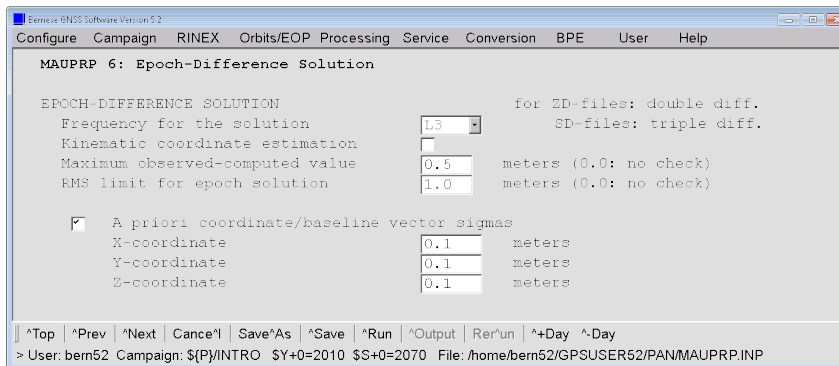 Bernese GNSS Software Version 5.2
Configure Campaign RINEX Orbits/EOP Processing Service Conversion BPE User Help
MAUPRP 6: Epoch-Difference Solution
EPOCH-DIFFERENCE SOLUTION for ZD-files: double diff.
Frequency for the solution L3 SD-files: triple diff.
Kinematic coordinate estimation
Maximum observed-computed value 0.5 meters (0.0: no check)
RMS limit for epoch solution 1.0 meters (0.0: no check)
A priori coordinate/baseline vector sigmas
X-coordinate 0.1 meters
Y-coordinate 0.1 meters
Z-coordinate 0.1 meters
^Top ^Prev ^Next Cance^l Save^As ^Save ^Run ^Output Rer^un ^+Day ^-Day
> User: bern52 Campaign: ${P}/INTRO $Y+0=2010 $S+0=2070 File: /home/bern52/GPSUSER52/PAN/MAUPRP.INP